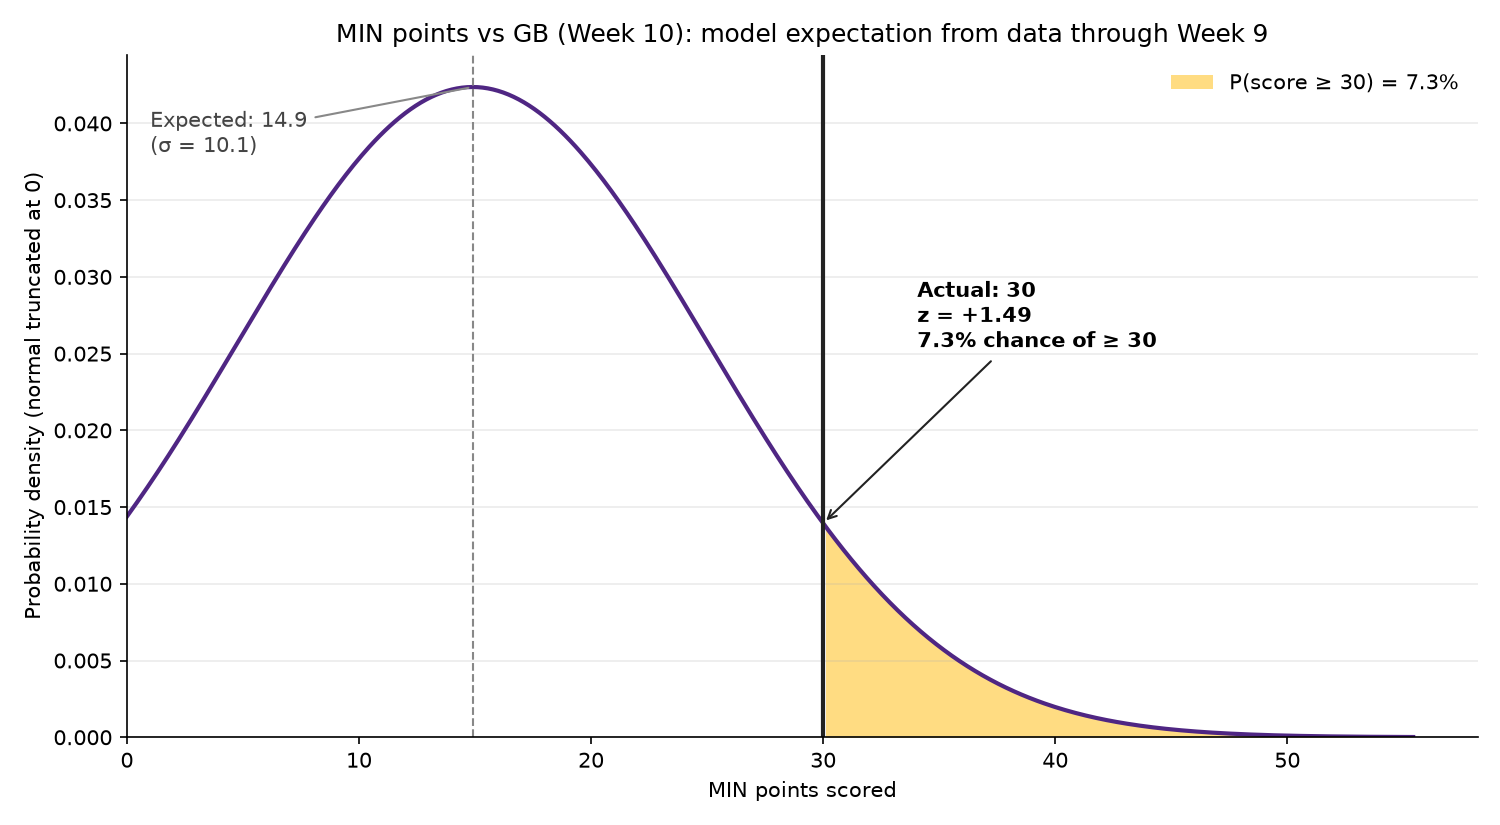 MIN points vs GB (Week 10): model expectation from data through Week 9
P(score ≥ 30) = 7.3%
Expected: 14.9
(σ = 10.1)
Actual: 30
z = +1.49
7.3% chance of ≥ 30
Probability density (normal truncated at 0)
0.040
0.035
0.030
0.025
0.020
0.015
0.010
0.005
0.000
0
10
20
30
40
50
MIN points scored